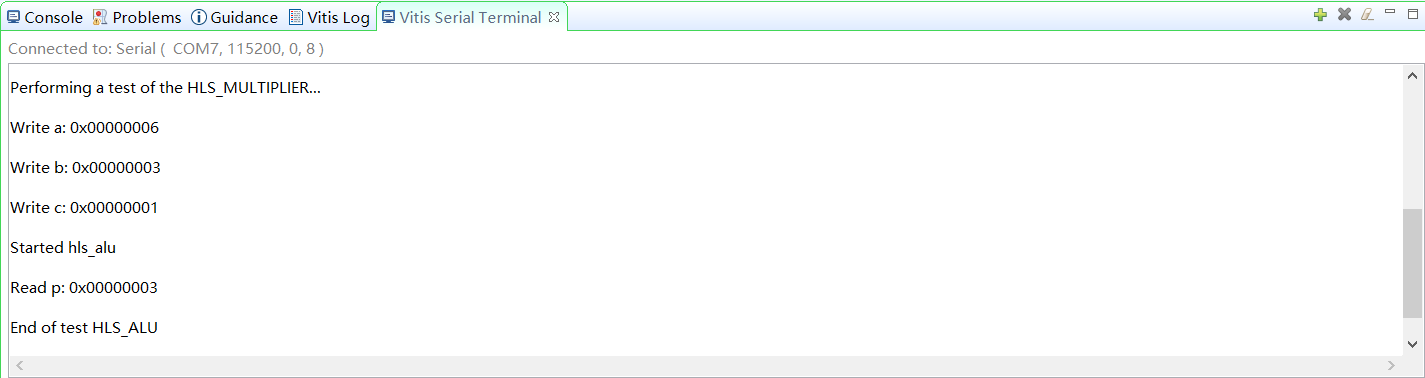 Console Problems Guidance Vitis Log Vitis Serial Terminal
Connected to: Serial ( COM7, 115200, 0, 8 )
Performing a test of the HLS_MULTIPLIER...
Write a: 0x00000006
Write b: 0x00000003
Write c: 0x00000001
Started hls_alu
Read p: 0x00000003
End of test HLS_ALU